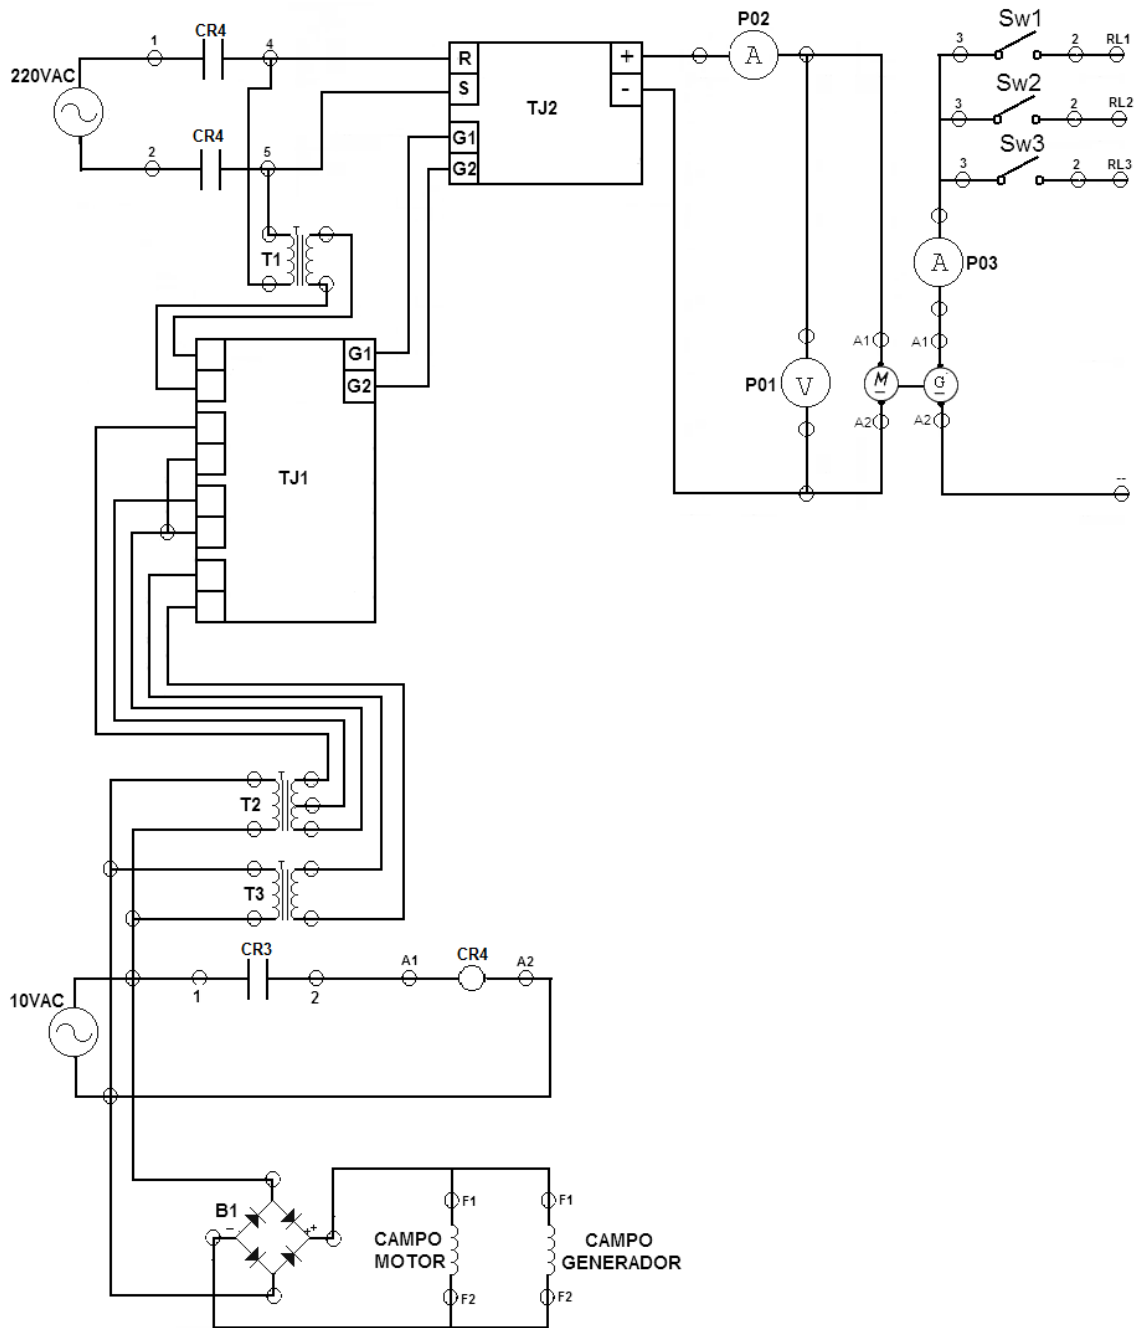 P02
Sw1
CR4
1
4
A
3
2
RL1
R
+
220VAC
S
-
TJ2
Sw2
3
2
RL2
CR4
G1
Sw3
2
5
G2
3
2
RL3
T
T1
A
P03
G1
A1
A1
G2
P01
V
M
G
A2
A2
TJ1
--
T
T2
T
T3
CR3
A1
CR4
A2
10VAC
1
2
B1
-
++
F1
F1
CAMPO
MOTOR
CAMPO
GENERADOR
F2
F2